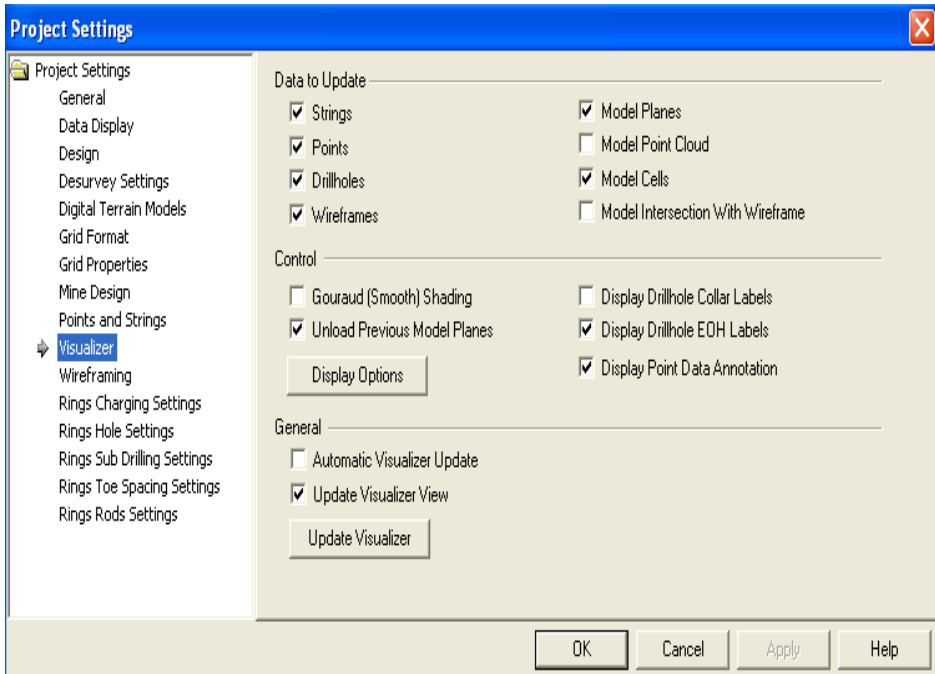 Project Settings
Project Settings
General
Data Display
Design
Desurvey Settings
Digital Terrain Models
Grid Format
Grid Properties
Mine Design
Points and Strings
Visualizer
Wireframing
Rings Charging Settings
Rings Hole Settings
Rings Sub Drilling Settings
Rings Toe Spacing Settings
Rings Rods Settings
Data to Update
Strings
Points
Drillholes
Wireframes
Model Planes
Model Point Cloud
Model Cells
Model Intersection With Wireframe
Control
Gouraud (Smooth) Shading
Unload Previous Model Planes
Display Options
Display Drillhole Collar Labels
Display Drillhole EOH Labels
Display Point Data Annotation
General
Automatic Visualizer Update
Update Visualizer View
Update Visualizer
OK
Cancel
Apply
Help